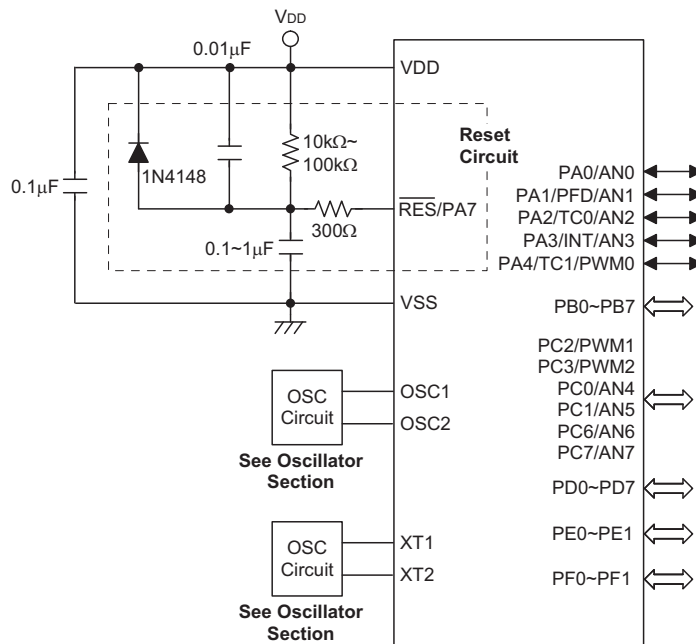 VDD
0.01μF
VDD
10kΩ~
100kΩ
Reset
Circuit
1N4148
0.1μF
RES/PA7
300Ω
0.1~1μF
VSS
OSC
Circuit
OSC1
OSC2
See Oscillator
Section
OSC
Circuit
XT1
XT2
See Oscillator
Section
PA0/AN0
PA1/PFD/AN1
PA2/TC0/AN2
PA3/INT/AN3
PA4/TC1/PWM0
PB0~PB7
PC2/PWM1
PC3/PWM2
PC0/AN4
PC1/AN5
PC6/AN6
PC7/AN7
PD0~PD7
PE0~PE1
PF0~PF1